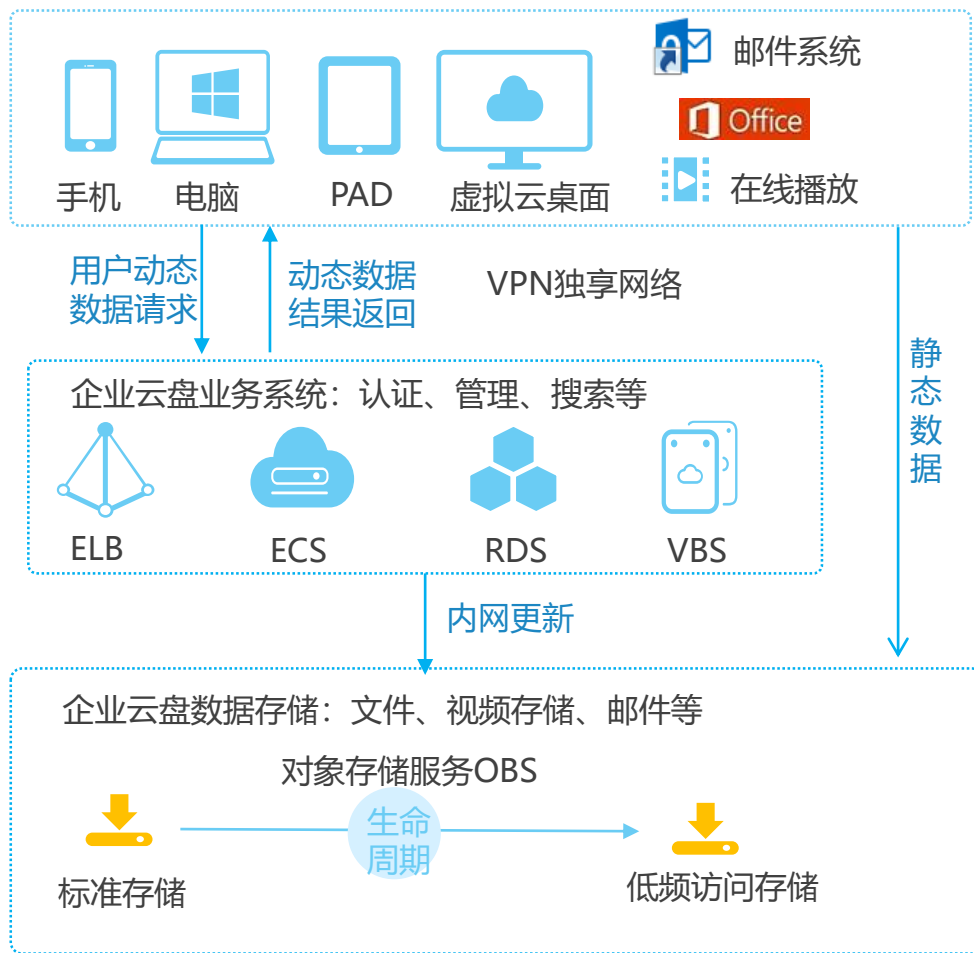 邮件系统
Office
在线播放
手机
电脑
PAD
虚拟云桌面
用户动态
数据请求
动态数据
结果返回
VPN独享网络
静态数据
企业云盘业务系统：认证、管理、搜索等
ELB
ECS
RDS
VBS
内网更新
企业云盘数据存储：文件、视频存储、邮件等
对象存储服务OBS
生命
周期
标准存储
低频访问存储